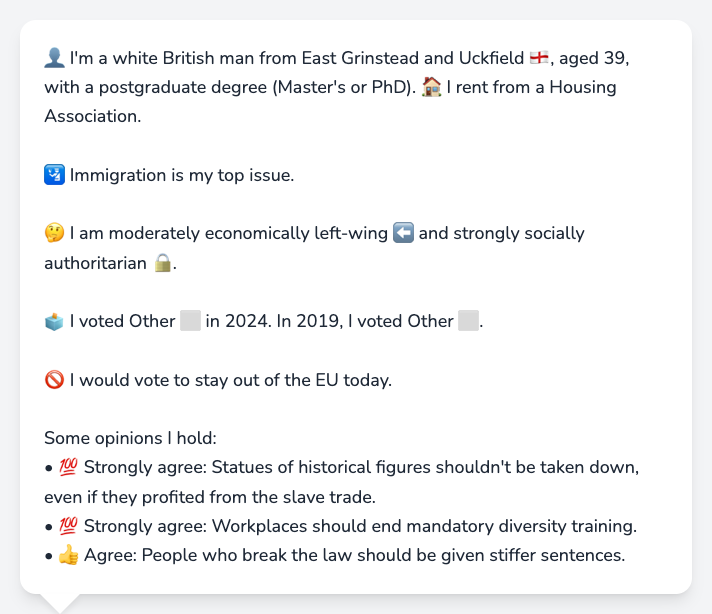 👤 I'm a white British man from East Grinstead and Uckfield 🏴󠁧󠁢󠁥󠁮󠁧󠁿, aged 39,
with a postgraduate degree (Master's or PhD). 🏠 I rent from a Housing
Association.
🛂 Immigration is my top issue.
🤔 I am moderately economically left-wing ⬅️ and strongly socially
authoritarian 🔒.
🗳️ I voted Other ⬜ in 2024. In 2019, I voted Other ⬜.
🚫 I would vote to stay out of the EU today.
Some opinions I hold:
• 💯 Strongly agree: Statues of historical figures shouldn't be taken down,
even if they profited from the slave trade.
• 💯 Strongly agree: Workplaces should end mandatory diversity training.
• 👍 Agree: People who break the law should be given stiffer sentences.